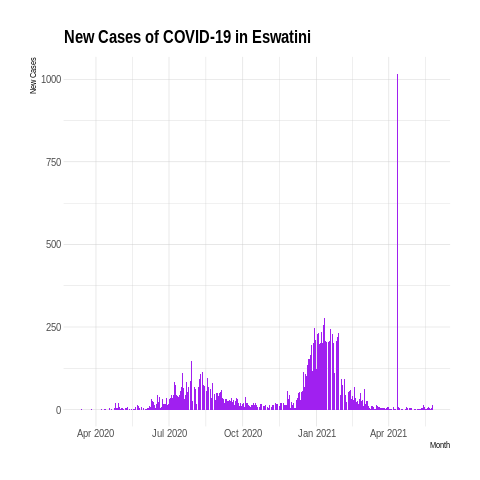 New Cases of COVID-19 in Eswatini
New Cases
1000
750
500
250
0
Apr 2020 Jul 2020 Oct 2020 Jan 2021 Apr 2021
Month